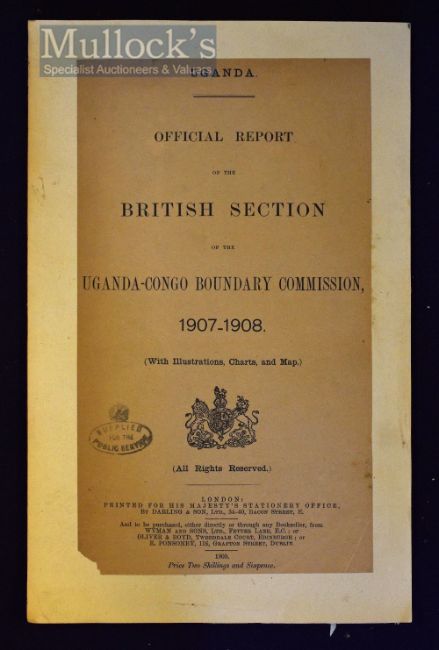 Mullock's
Specialist Auctioneers & Valuers
UGANDA.
OFFICIAL REPORT
OF THE
BRITISH SECTION
OF THE
UGANDA-CONGO BOUNDARY COMMISSION,
1907-1908.
(With Illustrations, Charts, and Map.)
SUPPLIED
FOR THE
PUBLIC SERVICE
(All Rights Reserved.)
LONDON:
PRINTED FOR HIS MAJESTY'S STATIONERY OFFICE,
BY DARLING & SON, LTD., 34-40, BACON STREET, E.
And to be purchased, either directly or through any Bookseller, from
WYMAN AND SONS, LTD., FETTER LANE, E.C.; or
OLIVER & BOYD, TWEEDDALE COURT, EDINBURGH; or
E. PONSONBY, 116, GRAFTON STREET, DUBLIN.
1909.
Price Two Shillings and Sixpence.